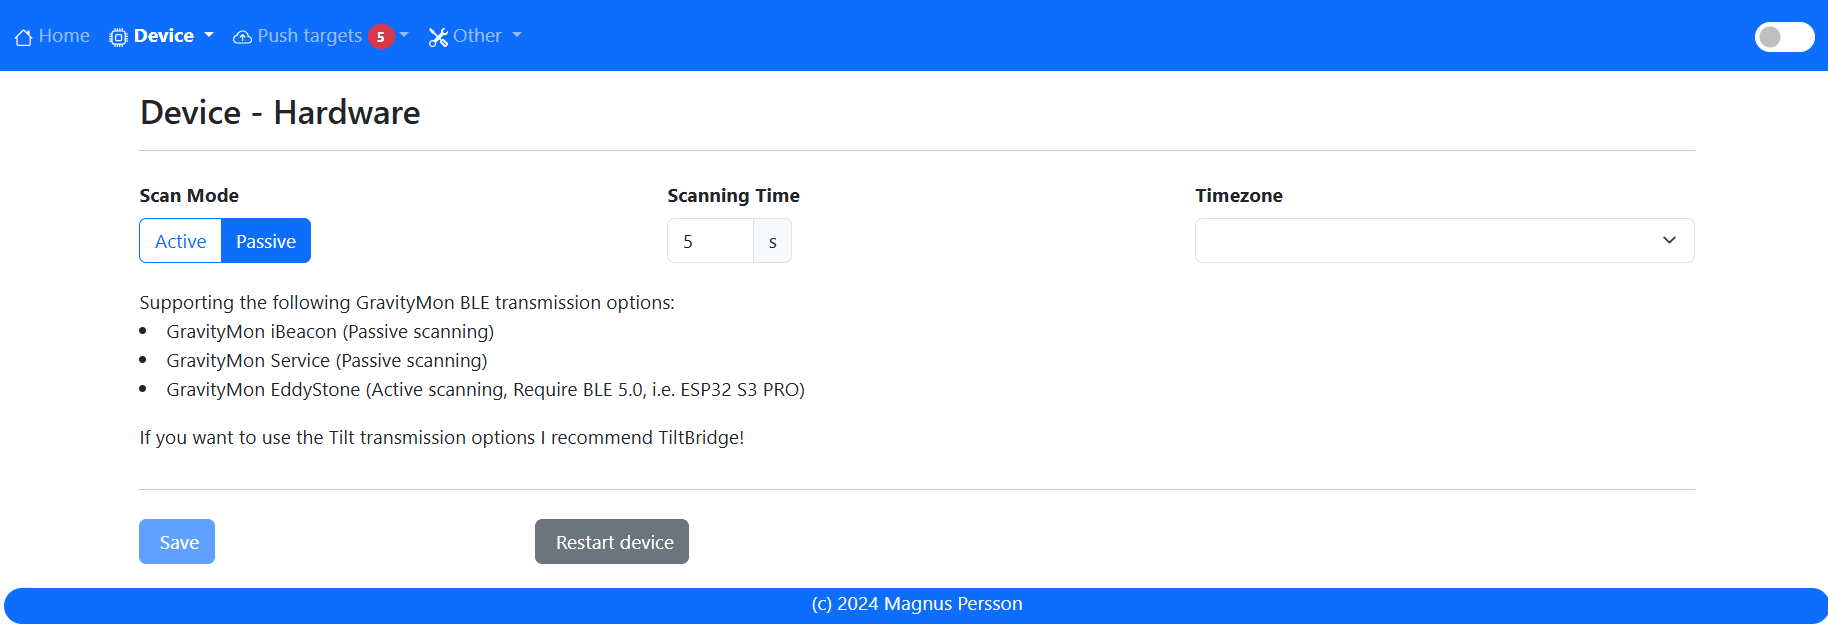 Home Device Push targets 5 Other
Device - Hardware
Scan Mode Scanning Time Timezone
Active Passive 5 s
Supporting the following GravityMon BLE transmission options:
• GravityMon iBeacon (Passive scanning)
• GravityMon Service (Passive scanning)
• GravityMon EddyStone (Active scanning, Require BLE 5.0, i.e. ESP32 S3 PRO)
If you want to use the Tilt transmission options I recommend TiltBridge!
Save Restart device
(c) 2024 Magnus Persson